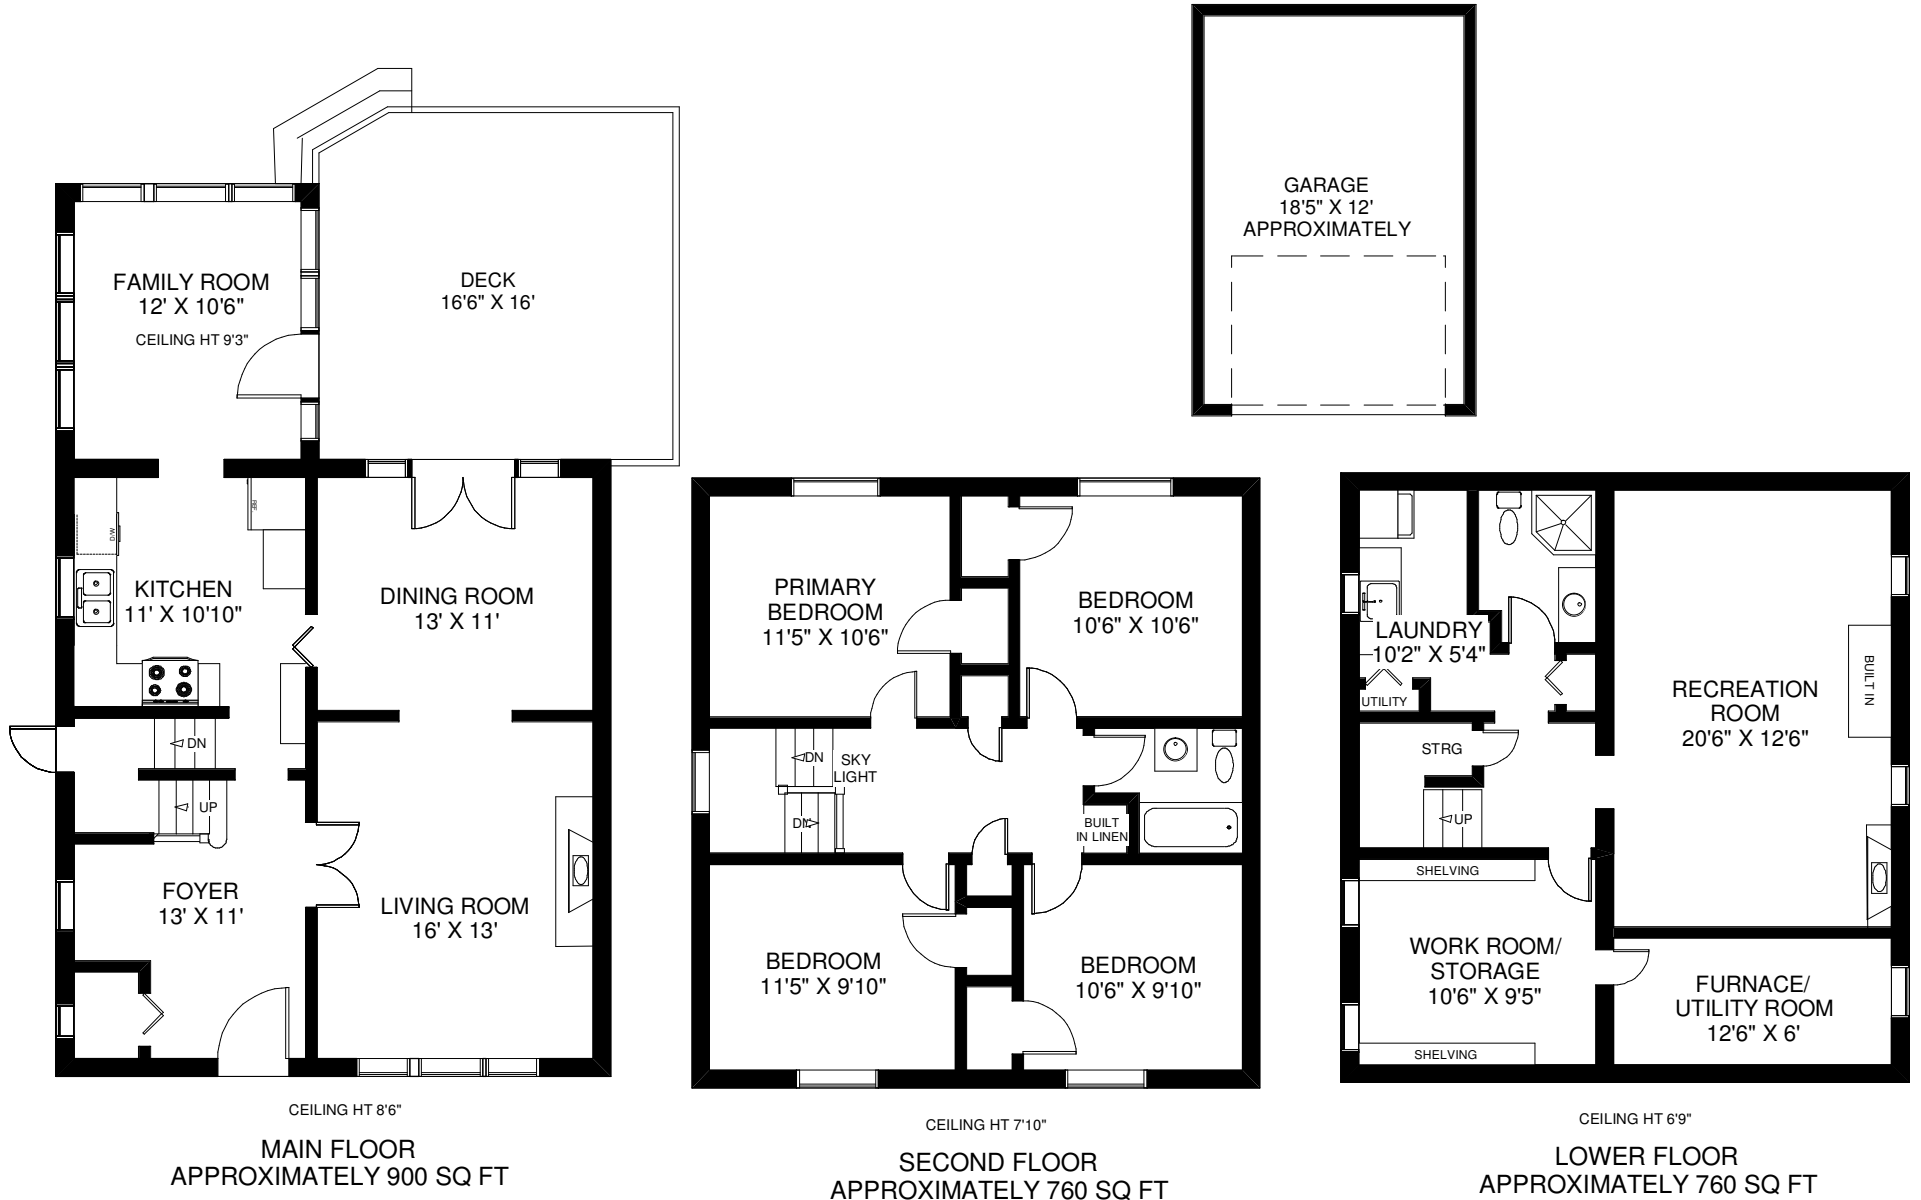 FAMILY ROOM
12' X 10'6"
CEILING HT 9'3"
DECK
16'6" X 16'
REF.
D/W
KITCHEN
11' X 10'10"
DINING ROOM
13' X 11'
DN
UP
FOYER
13' X 11'
LIVING ROOM
16' X 13'
CEILING HT 8'6"
MAIN FLOOR
APPROXIMATELY 900 SQ FT
GARAGE
18'5" X 12'
APPROXIMATELY
PRIMARY
BEDROOM
11'5" X 10'6"
BEDROOM
10'6" X 10'6"
DN
SKY
LIGHT
DN
BUILT
IN LINEN
BEDROOM
11'5" X 9'10"
BEDROOM
10'6" X 9'10"
CEILING HT 7'10"
SECOND FLOOR
APPROXIMATELY 760 SQ FT
LAUNDRY
10'2" X 5'4"
UTILITY
STRG
UP
RECREATION
ROOM
20'6" X 12'6"
BUILT IN
SHELVING
WORK ROOM/
STORAGE
10'6" X 9'5"
SHELVING
FURNACE/
UTILITY ROOM
12'6" X 6'
CEILING HT 6'9"
LOWER FLOOR
APPROXIMATELY 760 SQ FT